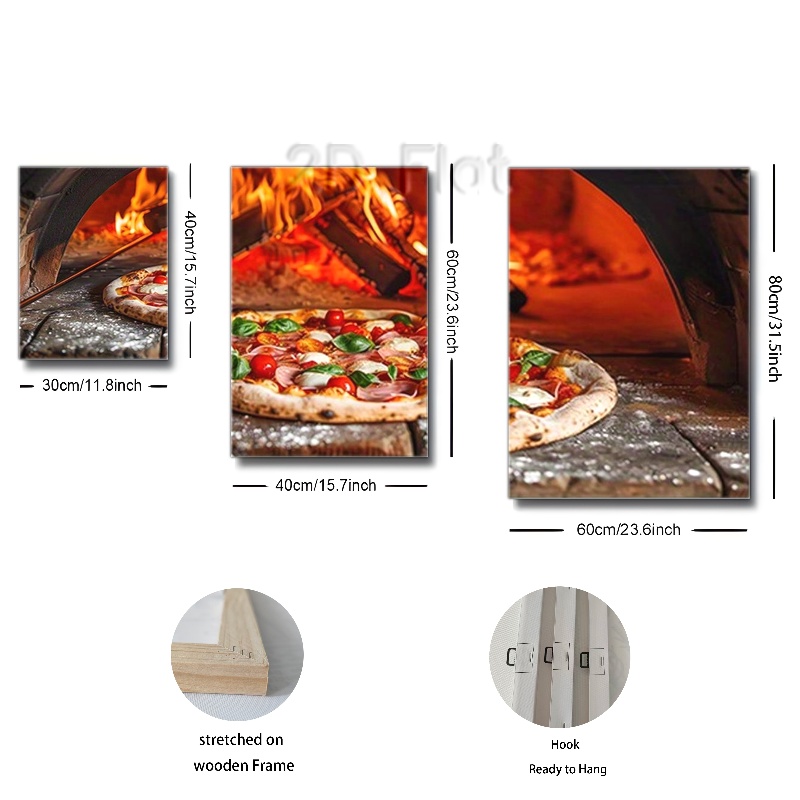 2D Flat
40cm/15.7inch
30cm/11.8inch
60cm/23.6inch
40cm/15.7inch
80cm/31.5inch
60cm/23.6inch
stretched on
wooden Frame
Hook
Ready to Hang